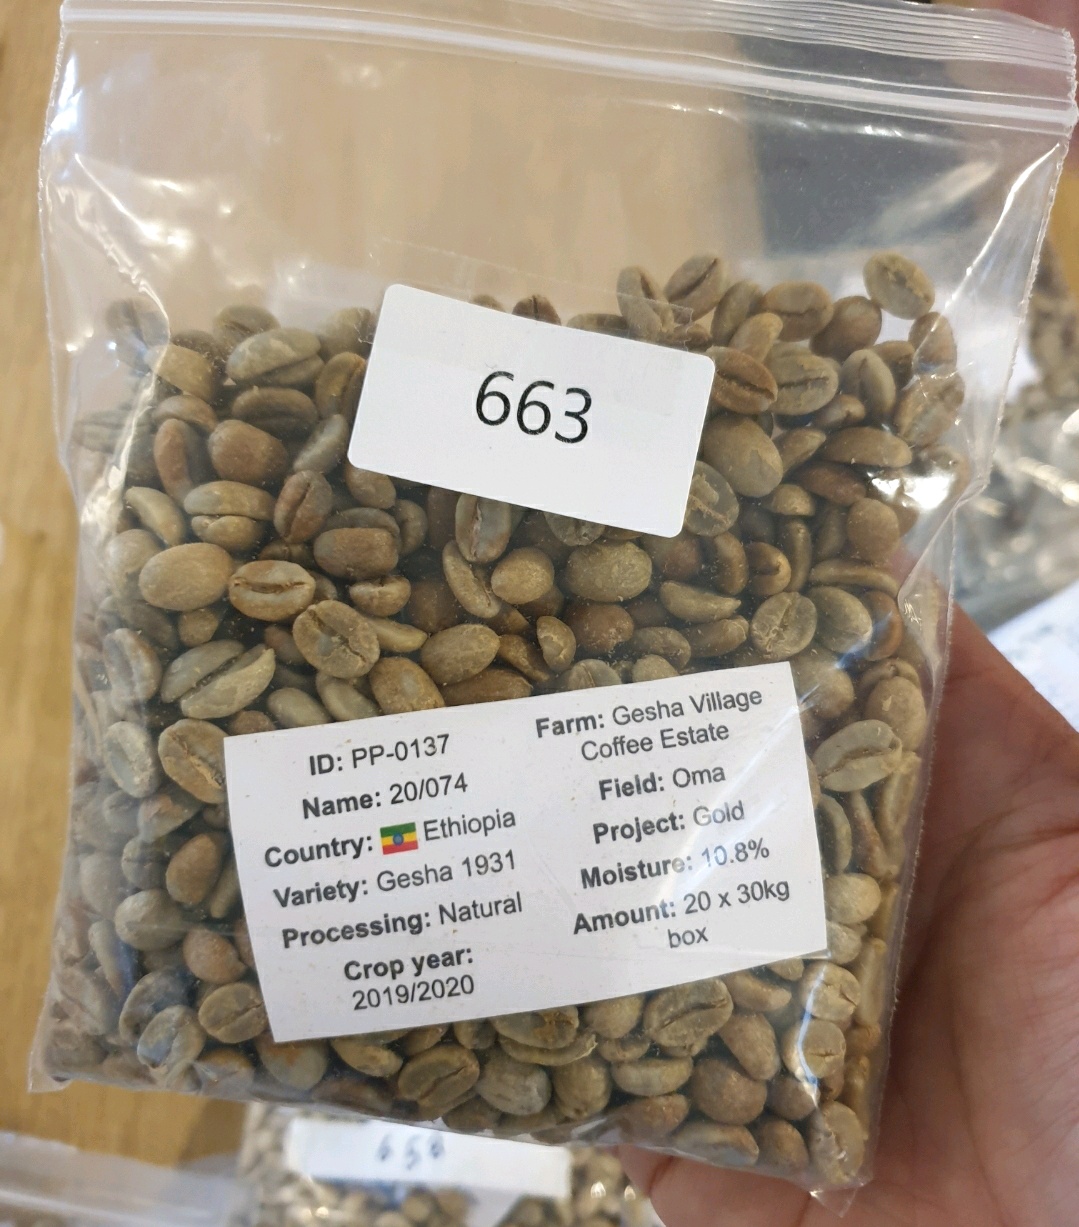 663
ID: PP-0137
Name: 20/074
Country: Ethiopia
Variety: Gesha 1931
Processing: Natural
Crop year:
2019/2020
Farm: Gesha Village
Coffee Estate
Field: Oma
Project: Gold
Moisture: 10.8%
Amount: 20 x 30kg
box